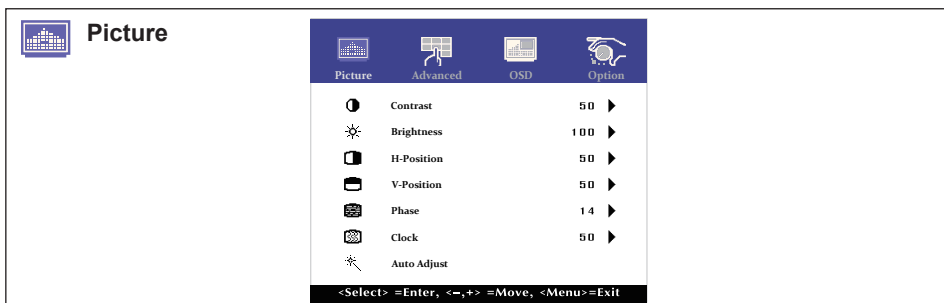 Picture
Picture Advanced OSD Option
Contrast 50
Brightness 100
H-Position 50
V-Position 50
Phase 14
Clock 50
Auto Adjust
<Select> =Enter, <–,+> =Move, <Menu>=Exit